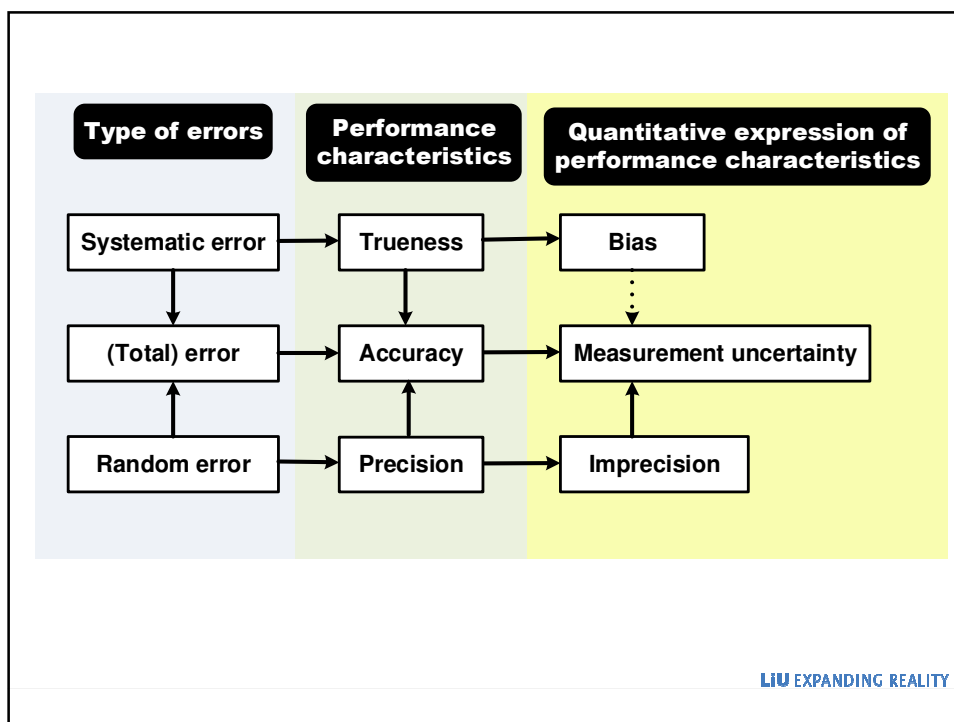 Type of errors
Performance
characteristics
Quantitative expression of
performance characteristics
Systematic error
Trueness
Bias
(Total) error
Accuracy
Measurement uncertainty
Random error
Precision
Imprecision
LiU EXPANDING REALITY